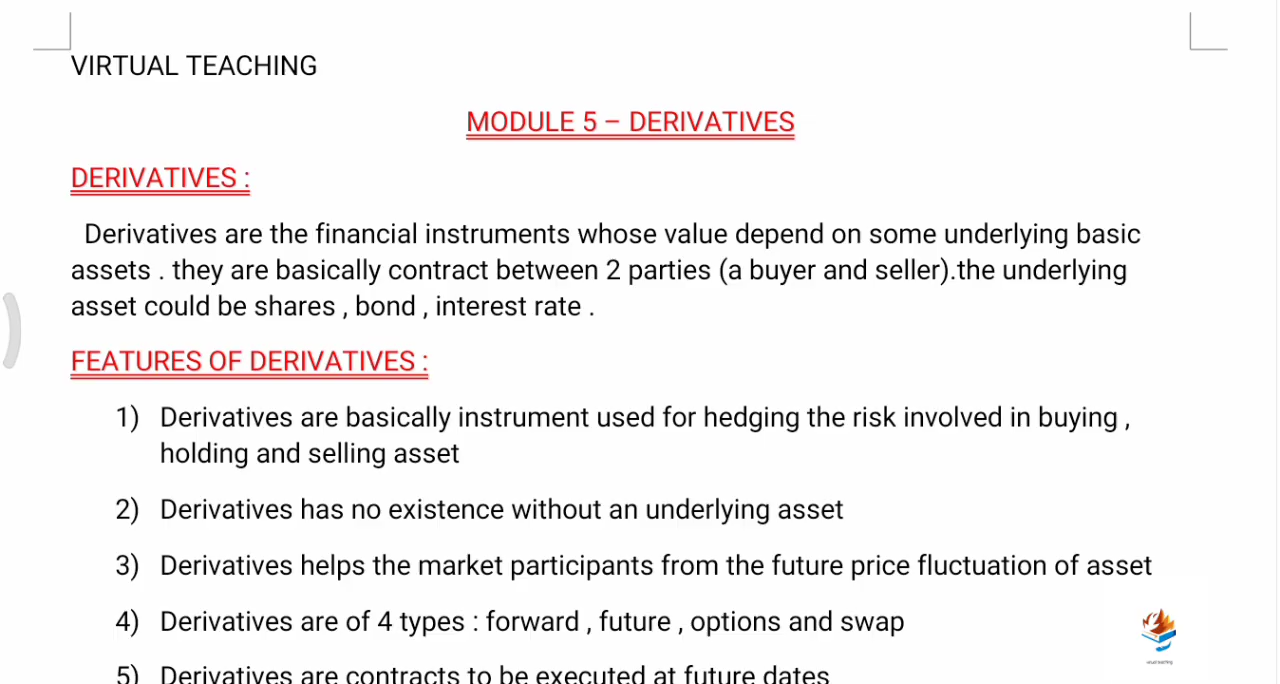 VIRTUAL TEACHING
MODULE 5 – DERIVATIVES
DERIVATIVES :
Derivatives are the financial instruments whose value depend on some underlying basic
assets . they are basically contract between 2 parties (a buyer and seller).the underlying
asset could be shares , bond , interest rate .
FEATURES OF DERIVATIVES :
1) Derivatives are basically instrument used for hedging the risk involved in buying ,
holding and selling asset
2) Derivatives has no existence without an underlying asset
3) Derivatives helps the market participants from the future price fluctuation of asset
4) Derivatives are of 4 types : forward , future , options and swap
5) Derivatives are contracts to be executed at future dates